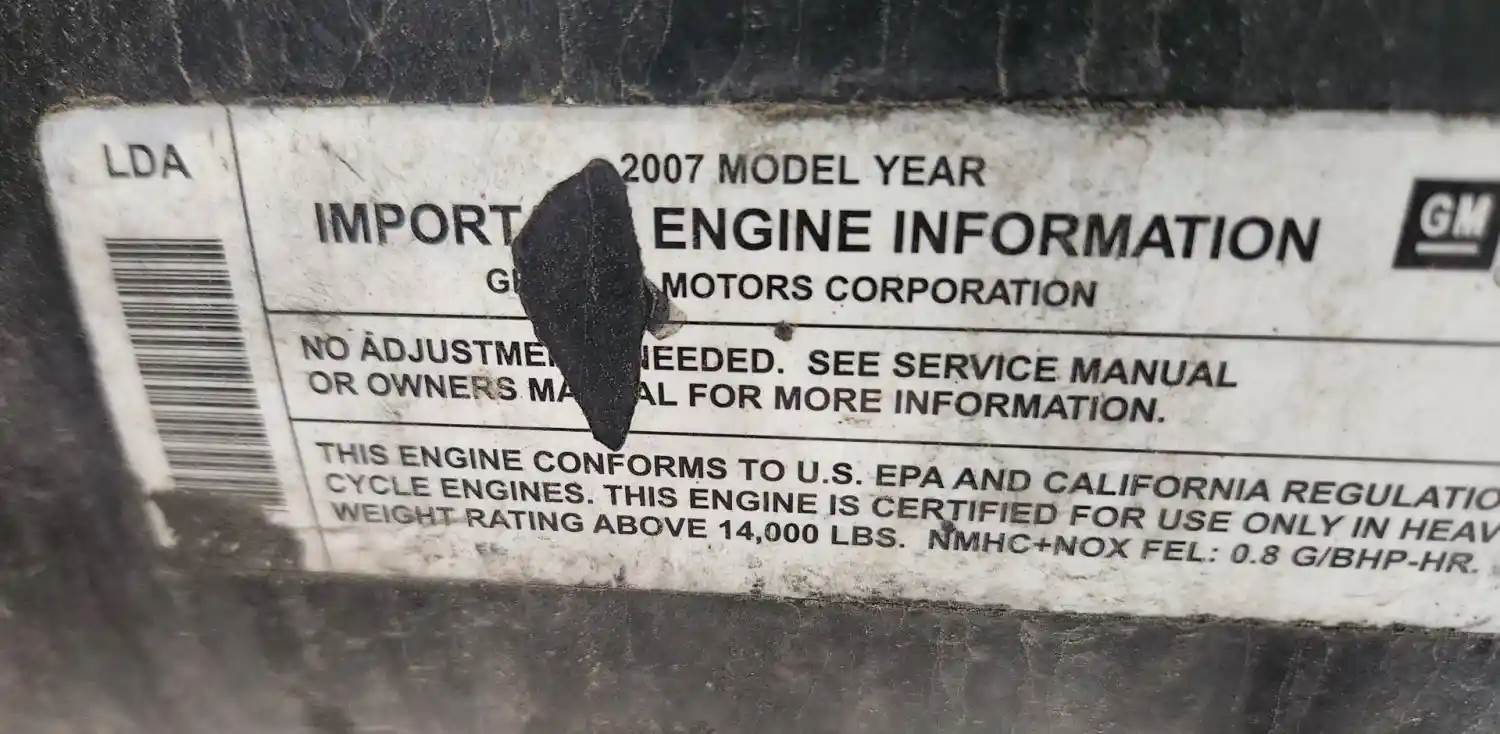 LDA
2007 MODEL YEAR
IMPORT ENGINE INFORMATION
GM
MOTORS CORPORATION
NO ADJUSTME NEEDED. SEE SERVICE MANUAL
OR OWNERS MA AL FOR MORE INFORMATION.
THIS ENGINE CONFORMS TO U.S. EPA AND CALIFORNIA REGULATIO
CYCLE ENGINES. THIS ENGINE IS CERTIFIED FOR USE ONLY IN HEAV
WEIGHT RATING ABOVE 14,000 LBS. NMHC+NOX FEL: 0.8 G/BHP-HR.